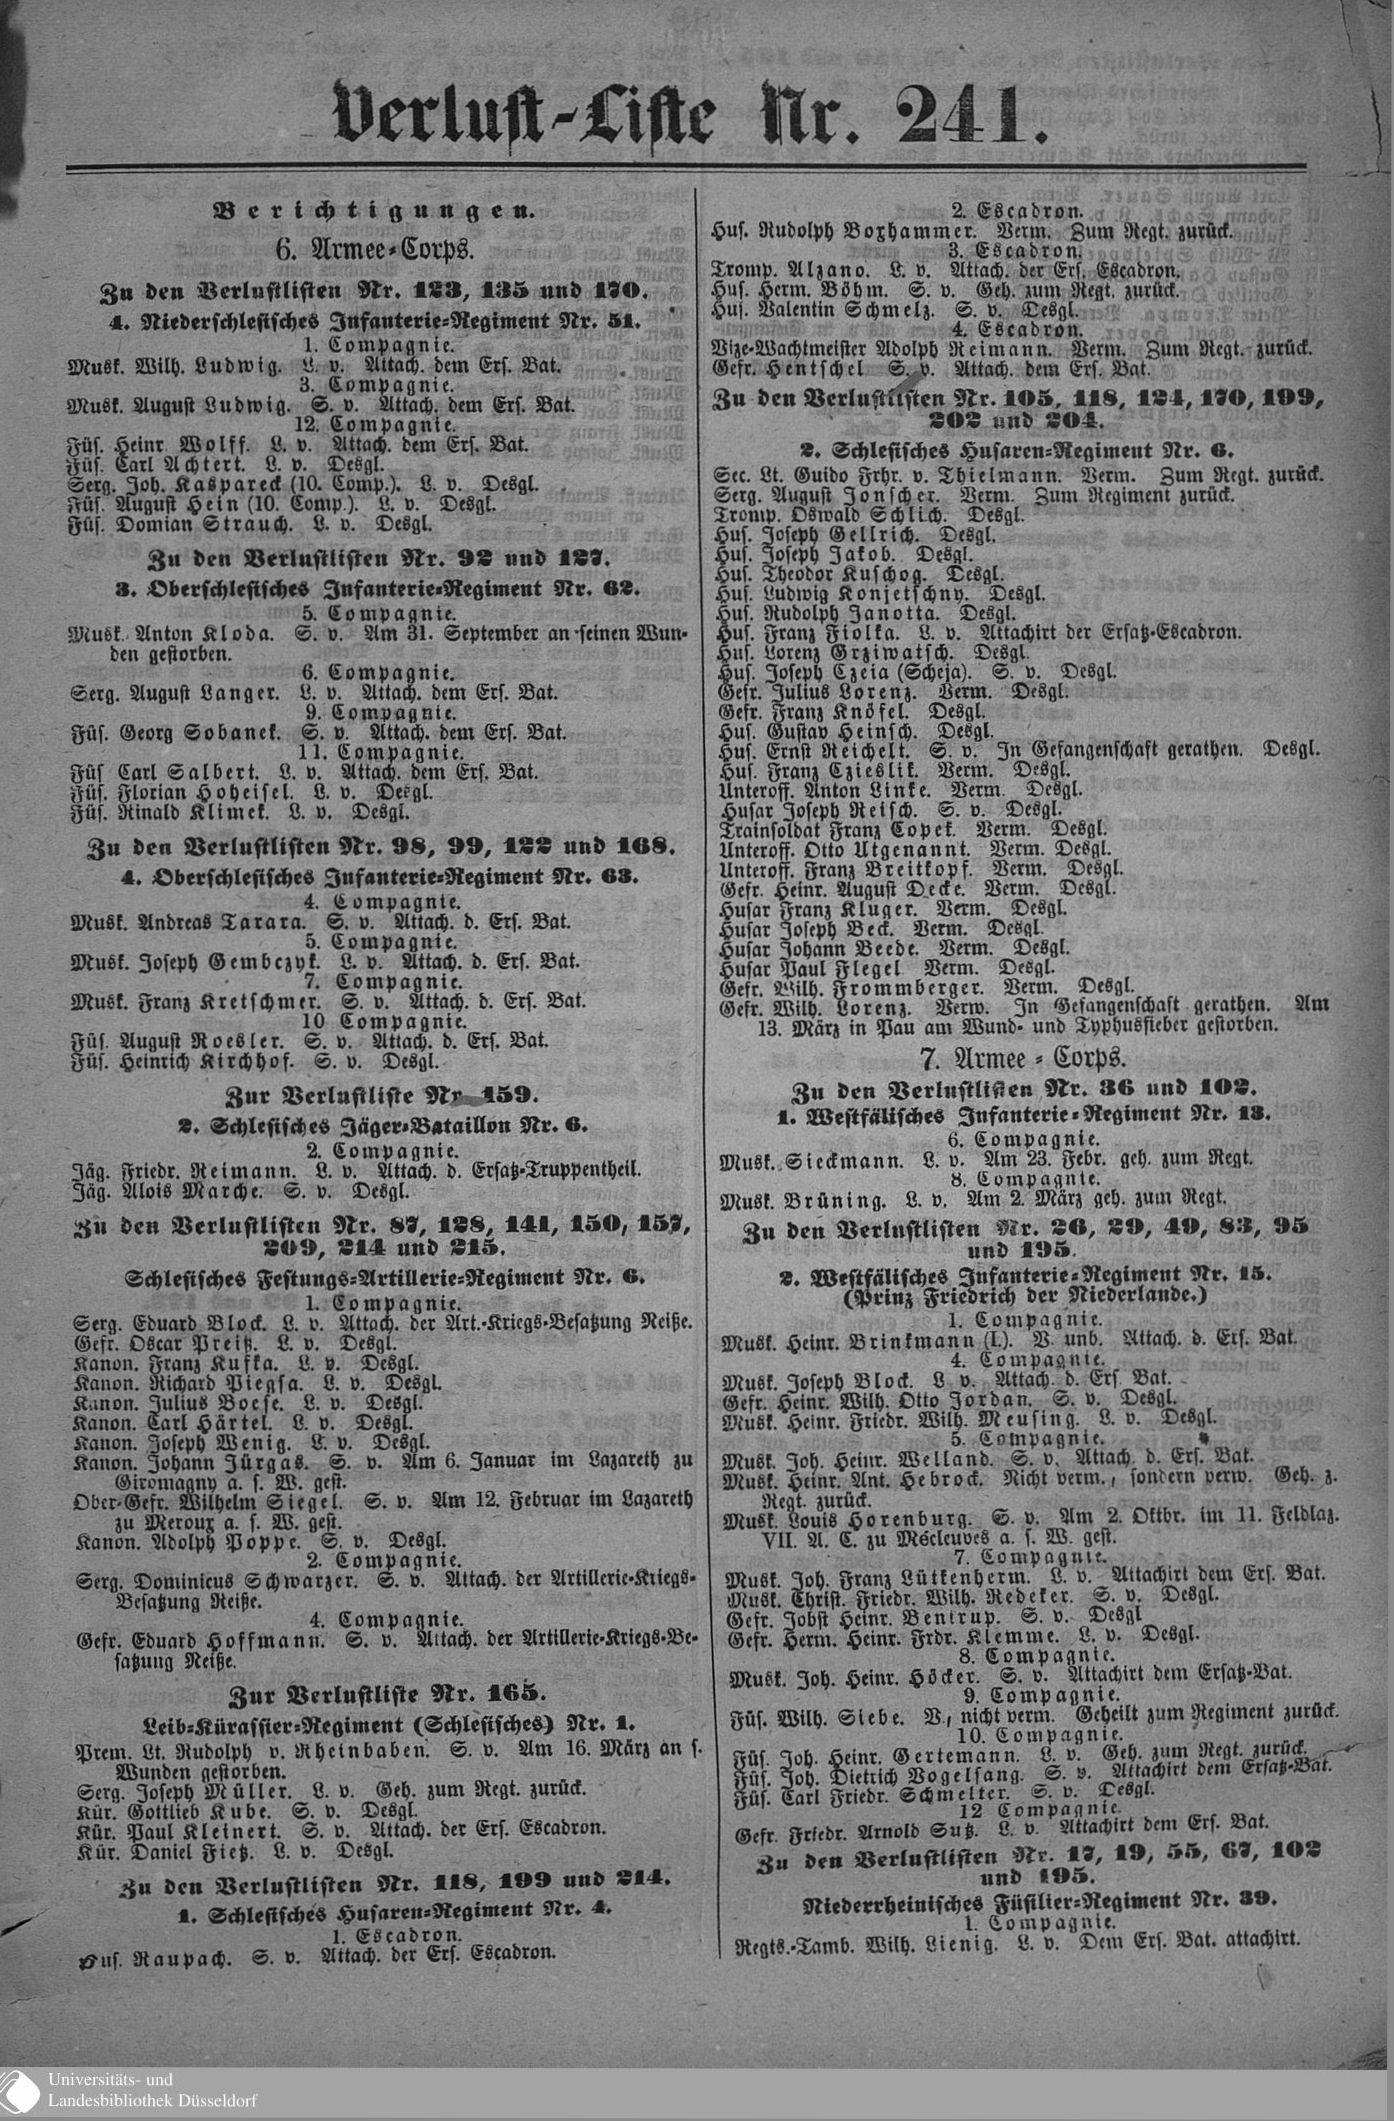 Verlust-Liste Nr. 241.
Berichtigungen.
6. Armee-Corps.
Zu den Verlustlisten Nr. 123, 135 und 170.
4. Niederschlesisches Infanterie-Regiment Nr. 51.
1. Compagnie.
Musk. Wilh. Ludwig. L. v. Attach. dem Ers. Bat.
3. Compagnie.
Musk. August Ludwig. S. v. Attach. dem Ers. Bat.
12. Compagnie.
Füs. Heinr. Wolff. L. v. Attach. dem Ers. Bat.
Füs. Carl Achtert. L. v. Desgl.
Serg. Joh. Kaspareck (10. Comp.). L. v. Desgl.
Füs. August Hein (10. Comp.). L. v. Desgl.
Füs. Domian Strauch. L. v. Desgl.
Zu den Verlustlisten Nr. 92 und 127.
3. Oberschlesisches Infanterie-Regiment Nr. 62.
5. Compagnie.
Musk. Anton Kloda. S. v. Am 31. September an seinen Wun-
den gestorben.
6. Compagnie.
Serg. August Langer. L. v. Attach. dem Ers. Bat.
9. Compagnie.
Füs. Georg Sobanek. S. v. Attach. dem Ers. Bat.
11. Compagnie.
Füs Carl Salbert. L. v. Attach. dem Ers. Bat.
Füs. Florian Hoheisel. L. v. Desgl.
Füs. Rinald Klimek. L. v. Desgl.
Zu den Verlustlisten Nr. 98, 99, 122 und 168.
4. Oberschlesisches Infanterie-Regiment Nr. 63.
4. Compagnie.
Musk. Andreas Tarara. S. v. Attach. d. Ers. Bat.
5. Compagnie.
Musk. Joseph Gembczyk. L. v. Attach. d. Ers. Bat.
7. Compagnie.
Musk. Franz Kretschmer. S. v. Attach. d. Ers. Bat.
10 Compagnie.
Füs. August Roesler. S. v. Attach. d. Ers. Bat.
Füs. Heinrich Kirchhof. S. v. Desgl.
Zur Verlustliste Nr. 159.
2. Schlesisches Jäger-Bataillon Nr. 6.
2. Compagnie.
Jäg. Friedr. Reimann. L. v. Attach. d. Ersatz-Truppentheil.
Jäg. Alois Marche. S. v. Desgl.
Zu den Verlustlisten Nr. 87, 128, 141, 150, 157,
209, 214 und 215.
Schlesisches Festungs-Artillerie-Regiment Nr. 6.
1. Compagnie.
Serg. Eduard Block. L. v. Attach. der Art.-Kriegs-Besatzung Neiße.
Gefr. Oscar Preiß. L. v. Desgl.
Kanon. Franz Kufka. L. v. Desgl.
Kanon. Richard Piegsa. L. v. Desgl.
Kanon. Julius Boese. L. v. Desgl.
Kanon. Carl Härtel. L. v. Desgl.
Kanon. Joseph Wenig. L. v. Desgl.
Kanon. Johann Jürgas. S. v. Am 6. Januar im Lazareth zu
Giromagny a. s. W. gest.
Ober-Gefr. Wilhelm Siegel. S. v. Am 12. Februar im Lazareth
zu Meroux a. s. W. gest.
Kanon. Adolph Poppe. S. v. Desgl.
2. Compagnie.
Serg. Dominicus Schwarzer. S. v. Attach. der Artillerie-Kriegs-
Besatzung Neiße.
4. Compagnie.
Gefr. Eduard Hoffmann. S. v. Attach. der Artillerie-Kriegs-Be-
satzung Neiße.
Zur Verlustliste Nr. 165.
Leib-Kürassier-Regiment (Schlesisches) Nr. 1.
Prem. Lt. Rudolph v. Rheinbaben. S. v. Am 16. März an s.
Wunden gestorben.
Serg. Joseph Müller. L. v. Geh. zum Regt. zurück.
Kür. Gottlieb Kube. S. v. Desgl.
Kür. Paul Kleinert. S. v. Attach. der Ers. Escadron.
Kür. Daniel Fietz. L. v. Desgl.
Zu den Verlustlisten Nr. 118, 199 und 214.
1. Schlesisches Husaren-Regiment Nr. 4.
1. Escadron.
Hus. Raupach. S. v. Attach. der Ers. Escadron.
2. Escadron.
Hus. Rudolph Boxhammer. Verm. Zum Regt. zurück.
3. Escadron.
Tromp. Alzano. L. v. Attach. der Ers. Escadron.
Hus. Herm. Böhm. S. v. Geh. zum Regt. zurück.
Hus. Valentin Schmelz. S. v. Desgl.
4. Escadron.
Vize-Wachtmeister Adolph Reimann. Verm. Zum Regt. zurück.
Gefr. Hentschel S. v. Attach. dem Ers. Bat.
Zu den Verlustlisten Nr. 105, 118, 124, 170, 199,
202 und 204.
2. Schlesisches Husaren-Regiment Nr. 6.
Sec. Lt. Guido Frhr. v. Thielmann. Verm. Zum Regt. zurück.
Serg. August Jonscher. Verm. Zum Regiment zurück.
Tromp. Oswald Schlich. Desgl.
Hus. Joseph Gellrich. Desgl.
Hus. Joseph Jakob. Desgl.
Hus. Theodor Kuschog. Desgl.
Hus. Ludwig Konjetschny. Desgl.
Hus. Rudolph Janotta. Desgl.
Hus. Franz Fiolka. L. v. Attachirt der Ersatz-Escadron.
Hus. Lorenz Grziwatsch. Desgl.
Hus. Joseph Czeia (Scheja). S. v. Desgl.
Gefr. Julius Lorenz. Verm. Desgl.
Gefr. Franz Knöfel. Desgl.
Hus. Gustav Heinsch. Desgl.
Hus. Ernst Reichelt. S. v. In Gefangenschaft gerathen. Desgl.
Hus. Franz Czieslik. Verm. Desgl.
Unteroff. Anton Linke. Verm. Desgl.
Husar Joseph Reisch. S. v. Desgl.
Trainsoldat Franz Copek. Verm. Desgl.
Unteroff. Otto Utgenannt. Verm. Desgl.
Unteroff. Franz Breitkopf. Verm. Desgl.
Gefr. Heinr. August Decke. Verm. Desgl.
Husar Franz Kluger. Verm. Desgl.
Husar Joseph Beck. Verm. Desgl.
Husar Johann Beede. Verm. Desgl.
Husar Paul Flegel Verm. Desgl.
Gefr. Wilh. Frommberger. Verm. Desgl.
Gefr. Wilh. Lorenz. Verw. In Gefangenschaft gerathen. Am
13. März in Pau am Wund- und Typhusfieber gestorben.
7. Armee-Corps.
Zu den Verlustlisten Nr. 36 und 102.
1. Westfälisches Infanterie-Regiment Nr. 13.
6. Compagnie.
Musk. Sieckmann. L. v. Am 23. Febr. geh. zum Regt.
8. Compagnie.
Musk. Brüning. L. v. Am 2. März geh. zum Regt.
Zu den Verlustlisten Nr. 26, 29, 49, 83, 95
und 195.
2. Westfälisches Infanterie-Regiment Nr. 15.
(Prinz Friedrich der Niederlande.)
1. Compagnie.
Musk. Heinr. Brinkmann (I.). V. unb. Attach. d. Ers. Bat.
4. Compagnie.
Musk. Joseph Block. L v. Attach. d. Ers. Bat.
Gefr. Heinr. Wilh. Otto Jordan. S. v. Desgl.
Musk. Heinr. Friedr. Wilh. Meusing. L. v. Desgl.
5. Compagnie.
Musk. Joh. Heinr. Welland. S. v. Attach. d. Ers. Bat.
Musk. Heinr. Ant. Hebrock. Nicht verm., sondern verw. Geh. z.
Regt. zurück.
Musk. Louis Horenburg. S. v. Am 2. Oktbr. im 11. Feldlaz.
VII. A. C. zu Mécleuves a. s. W. gest.
7. Compagnie.
Musk. Joh. Franz Lütkenherm. L. v. Attachirt dem Ers. Bat.
Musk. Christ. Friedr. Wilh. Redeker. S. v. Desgl.
Gefr. Jobst Heinr. Bentrup. S. v. Desgl
Gefr. Herm. Heinr. Frdr. Klemme. L. v. Desgl.
8. Compagnie.
Musk. Joh. Heinr. Höcker. S. v. Attachirt dem Ersatz-Bat.
9. Compagnie.
Füs. Wilh. Siebe. V., nicht verm. Geheilt zum Regiment zurück.
10. Compagnie.
Füs. Joh. Heinr. Gertemann. L. v. Geh. zum Regt. zurück.
Füs. Joh. Dietrich Vogelsang. S. v. Attachirt dem Ersatz-Bat.
Füs. Carl Friedr. Schmelter. S. v. Desgl.
12 Compagnie.
Gefr. Friedr. Arnold Sutz. L. v. Attachirt dem Ers. Bat.
Zu den Verlustlisten Nr. 17, 19, 55, 67, 102
und 195.
Niederrheinisches Füsilier-Regiment Nr. 39.
1. Compagnie.
Regts.-Tamb. Wilh. Lienig. L. v. Dem Ers. Bat. attachirt.
Universitäts- und
Landesbibliothek Düsseldorf